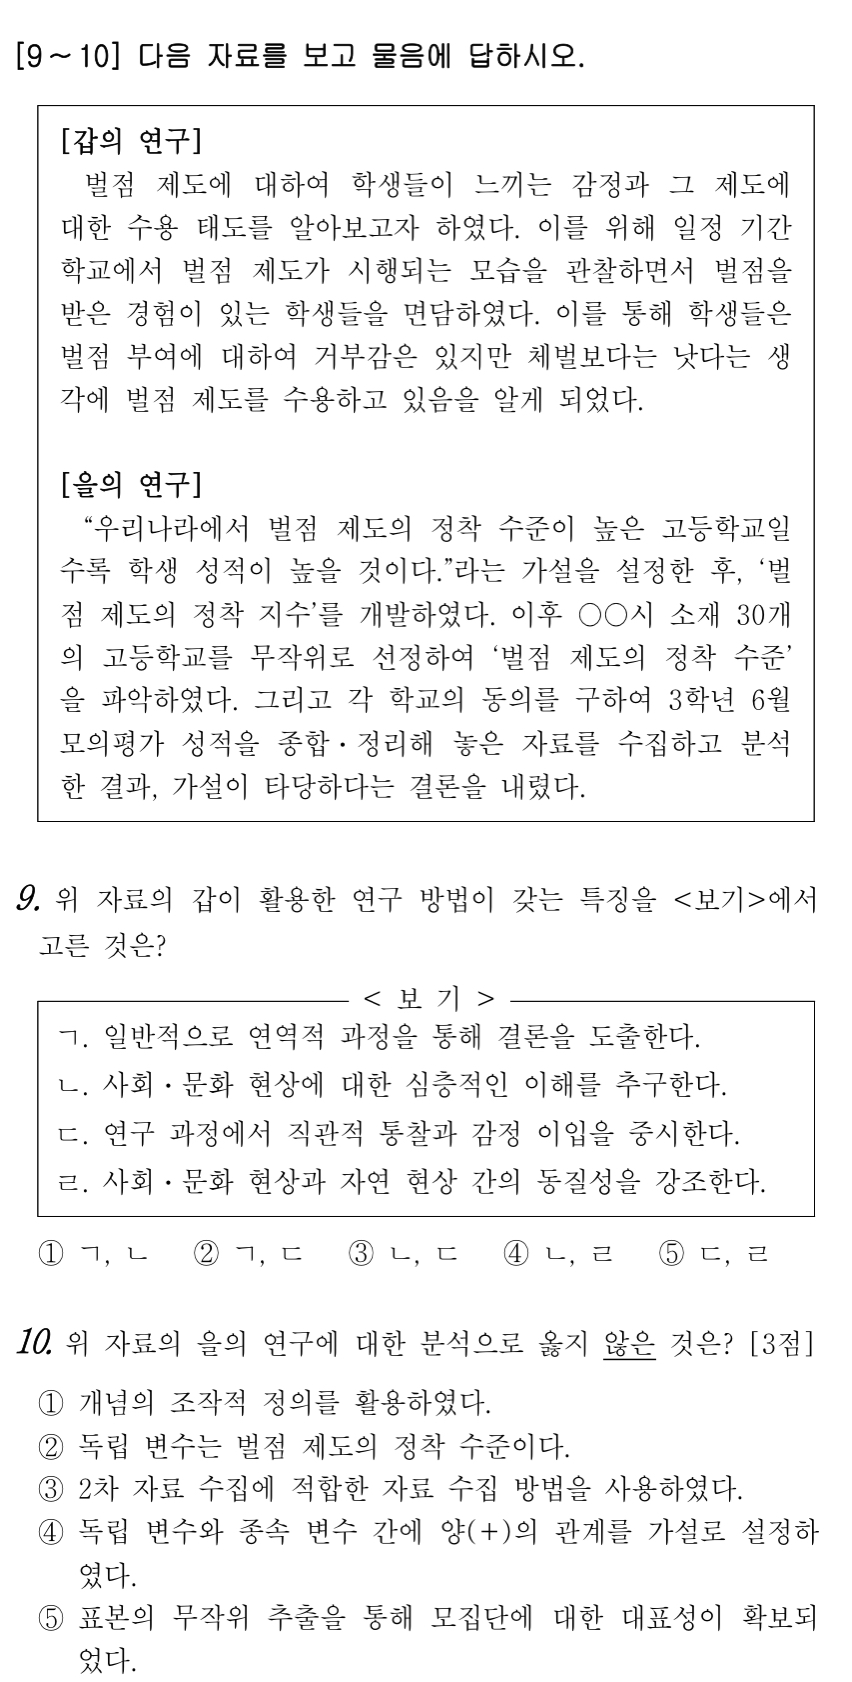 [9～10] 다음 자료를 보고 물음에 답하시오.
[갑의 연구]
벌점 제도에 대하여 학생들이 느끼는 감정과 그 제도에
대한 수용 태도를 알아보고자 하였다. 이를 위해 일정 기간
학교에서 벌점 제도가 시행되는 모습을 관찰하면서 벌점을
받은 경험이 있는 학생들을 면담하였다. 이를 통해 학생들은
벌점 부여에 대하여 거부감은 있지만 체벌보다는 낫다는 생
각에 벌점 제도를 수용하고 있음을 알게 되었다.
[을의 연구]
“우리나라에서 벌점 제도의 정착 수준이 높은 고등학교일
수록 학생 성적이 높을 것이다.”라는 가설을 설정한 후, ‘벌
점 제도의 정착 지수’를 개발하였다. 이후 ○○시 소재 30개
의 고등학교를 무작위로 선정하여 ‘벌점 제도의 정착 수준’
을 파악하였다. 그리고 각 학교의 동의를 구하여 3학년 6월
모의평가 성적을 종합·정리해 놓은 자료를 수집하고 분석
한 결과, 가설이 타당하다는 결론을 내렸다.
9. 위 자료의 갑이 활용한 연구 방법이 갖는 특징을 <보기>에서
고른 것은?
< 보 기 >
ㄱ. 일반적으로 연역적 과정을 통해 결론을 도출한다.
ㄴ. 사회·문화 현상에 대한 심층적인 이해를 추구한다.
ㄷ. 연구 과정에서 직관적 통찰과 감정 이입을 중시한다.
ㄹ. 사회·문화 현상과 자연 현상 간의 동질성을 강조한다.
① ㄱ, ㄴ ② ㄱ, ㄷ ③ ㄴ, ㄷ ④ ㄴ, ㄹ ⑤ ㄷ, ㄹ
10. 위 자료의 을의 연구에 대한 분석으로 옳지 않은 것은? [3점]
① 개념의 조작적 정의를 활용하였다.
② 독립 변수는 벌점 제도의 정착 수준이다.
③ 2차 자료 수집에 적합한 자료 수집 방법을 사용하였다.
④ 독립 변수와 종속 변수 간에 양(+)의 관계를 가설로 설정하
였다.
⑤ 표본의 무작위 추출을 통해 모집단에 대한 대표성이 확보되
었다.